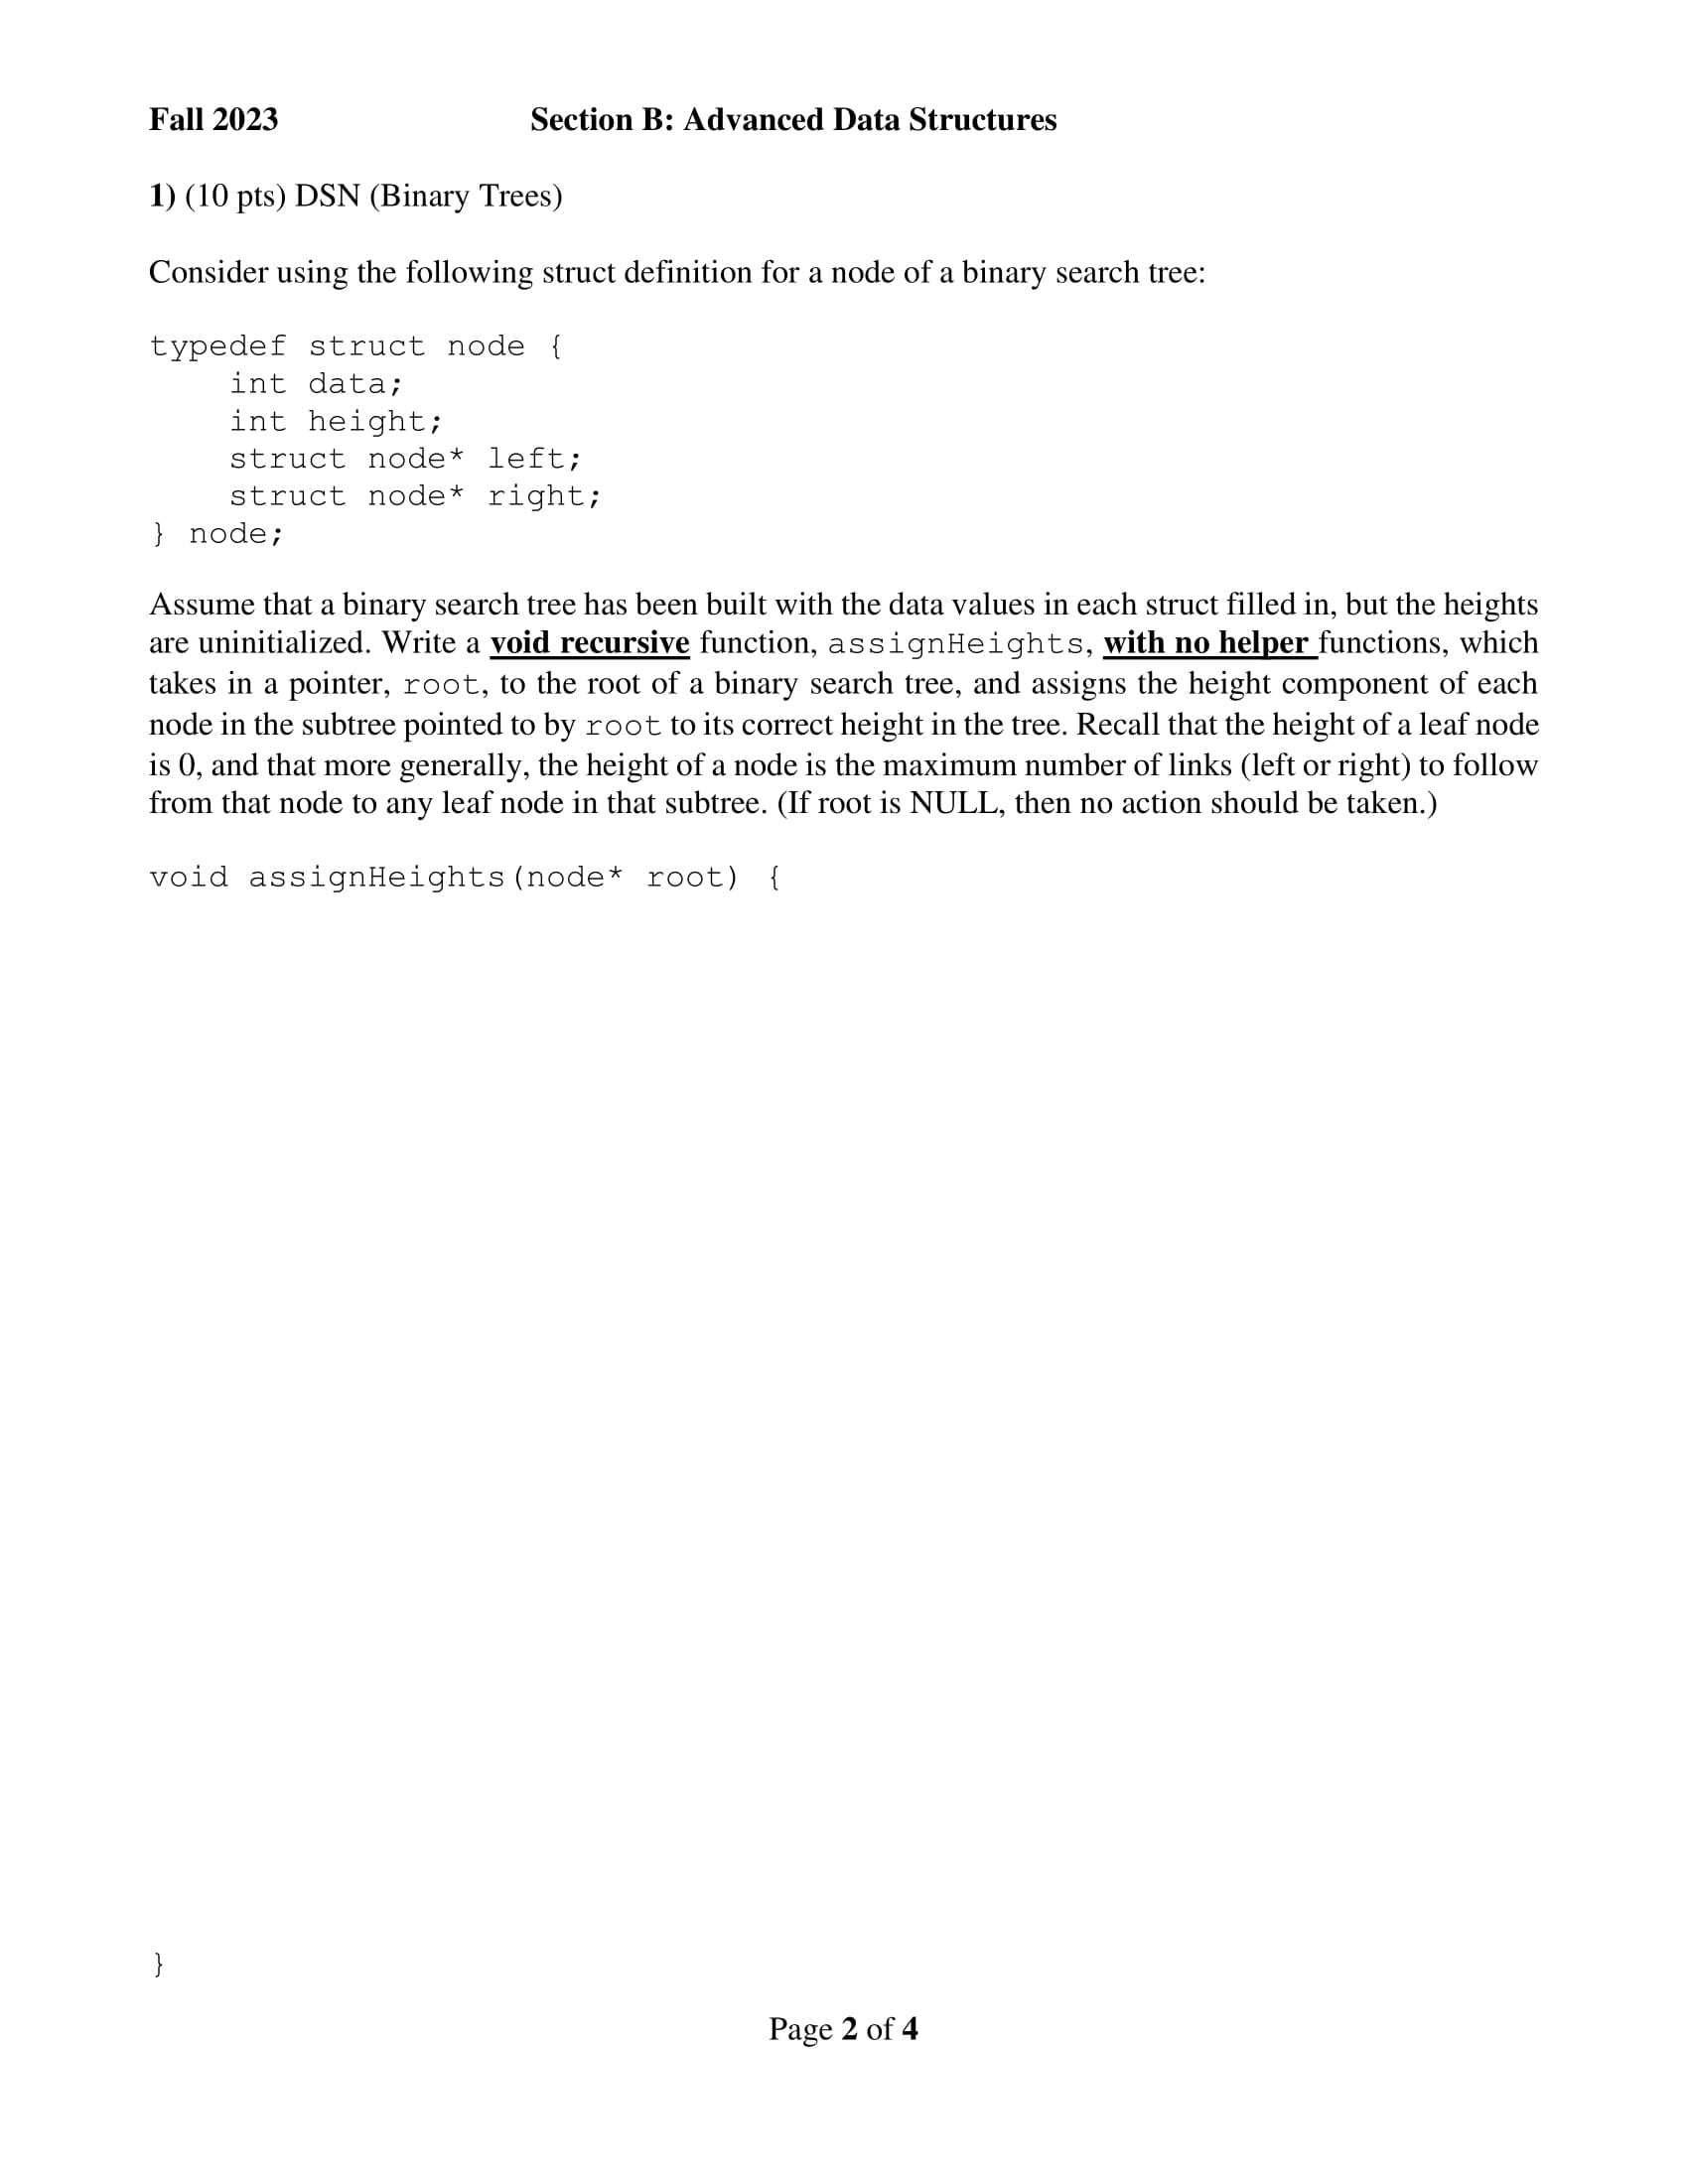 Fall 2023 Section B: Advanced Data Structures
1) (10 pts) DSN (Binary Trees)
Consider using the following struct definition for a node of a binary search tree:
typedef struct node {
    int data;
    int height;
    struct node* left;
    struct node* right;
} node;
Assume that a binary search tree has been built with the data values in each struct filled in, but the heights
are uninitialized. Write a void recursive function, assignHeights, with no helper functions, which
takes in a pointer, root, to the root of a binary search tree, and assigns the height component of each
node in the subtree pointed to by root to its correct height in the tree. Recall that the height of a leaf node
is 0, and that more generally, the height of a node is the maximum number of links (left or right) to follow
from that node to any leaf node in that subtree. (If root is NULL, then no action should be taken.)
void assignHeights(node* root) {
}
Page 2 of 4